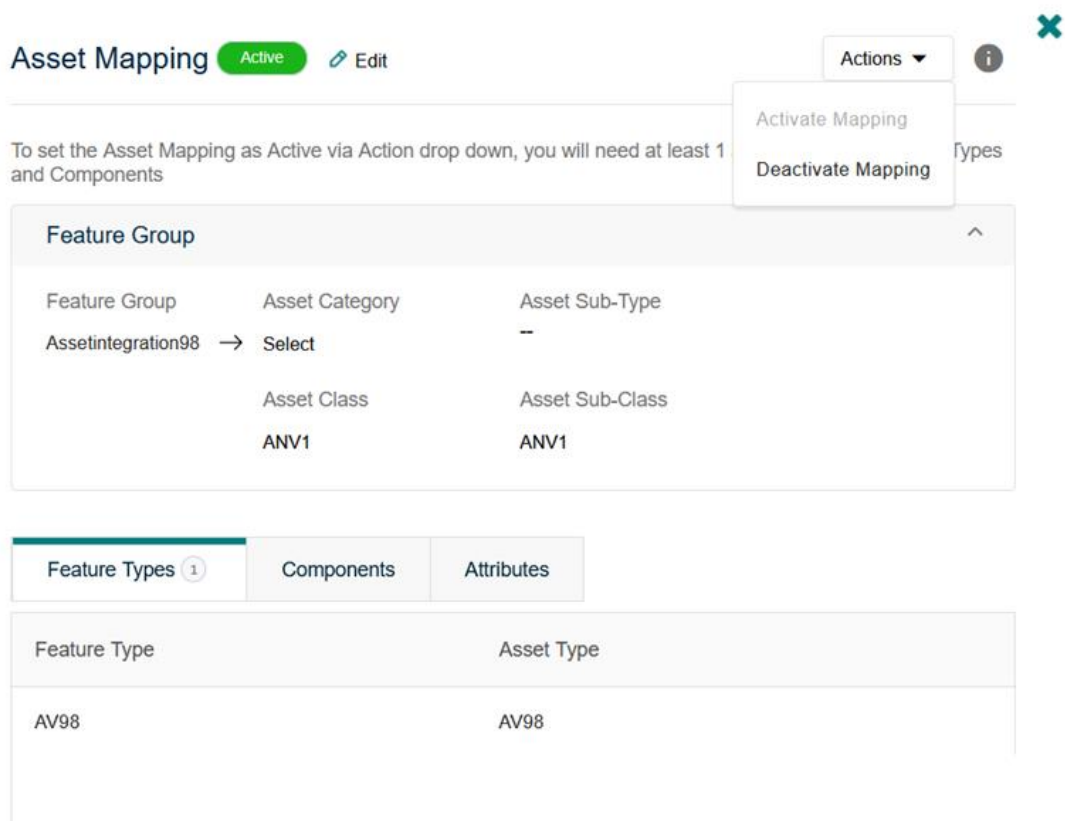 Asset Mapping Active Edit Actions
Activate Mapping
Deactivate Mapping
To set the Asset Mapping as Active via Action drop down, you will need at least 1 Types
and Components
Feature Group
Feature Group Asset Category Asset Sub-Type
Assetintegration98 → Select --
Asset Class Asset Sub-Class
ANV1 ANV1
Feature Types 1 Components Attributes
Feature Type Asset Type
AV98 AV98